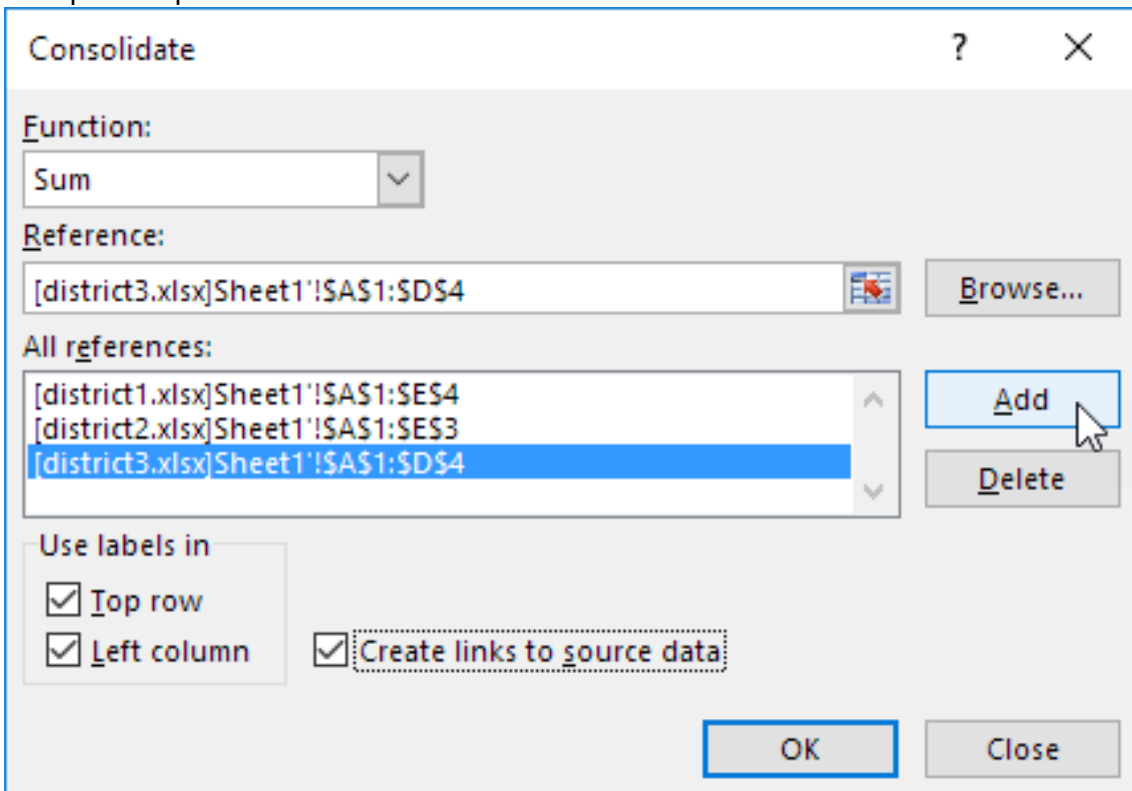 Consolidate ?
Function:
Sum
Reference:
[district3.xlsx]Sheet1'!$A$1:$D$4
Browse...
All references:
[district1.xlsx]Sheet1'!$A$1:$E$4
[district2.xlsx]Sheet1'!$A$1:$E$3
[district3.xlsx]Sheet1'!$A$1:$D$4
Add
Delete
Use labels in
Top row
Left column
Create links to source data
OK
Close